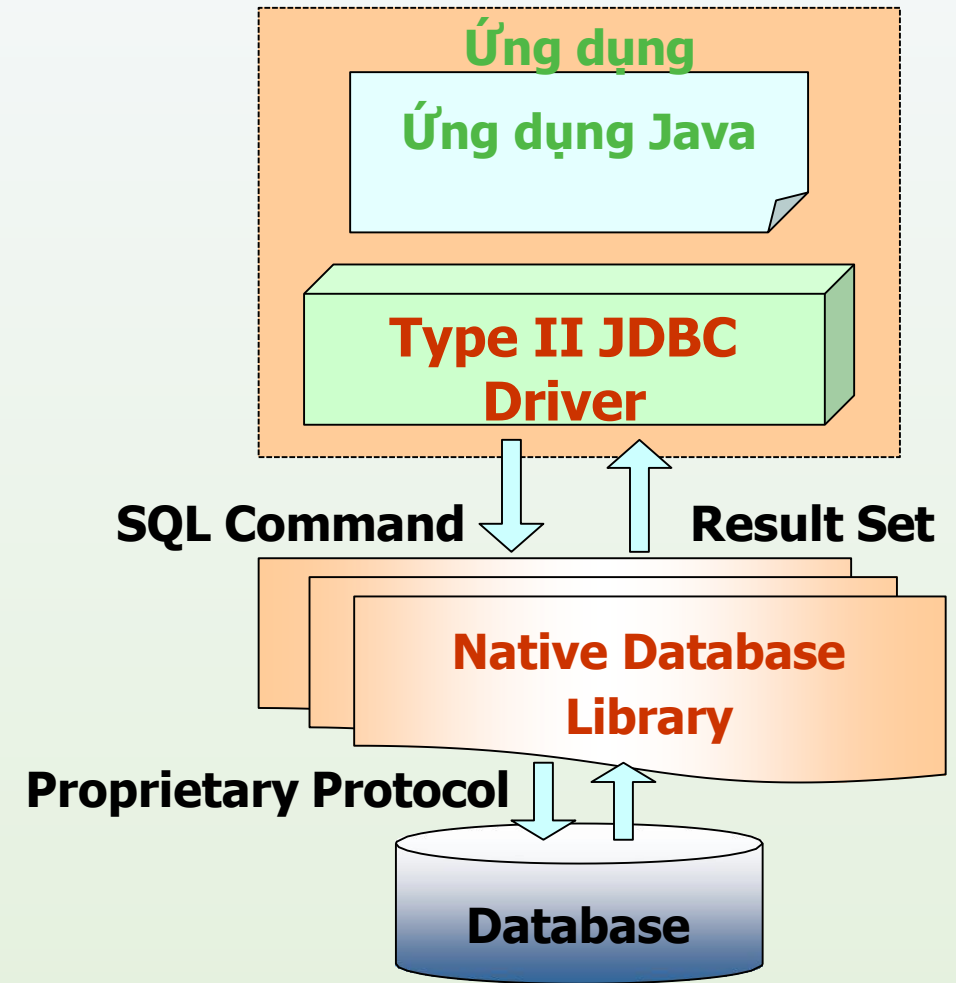 Ứng dụng
Ứng dụng Java
Type II JDBC
Driver
SQL Command
Result Set
Native Database
Library
Proprietary Protocol
Database